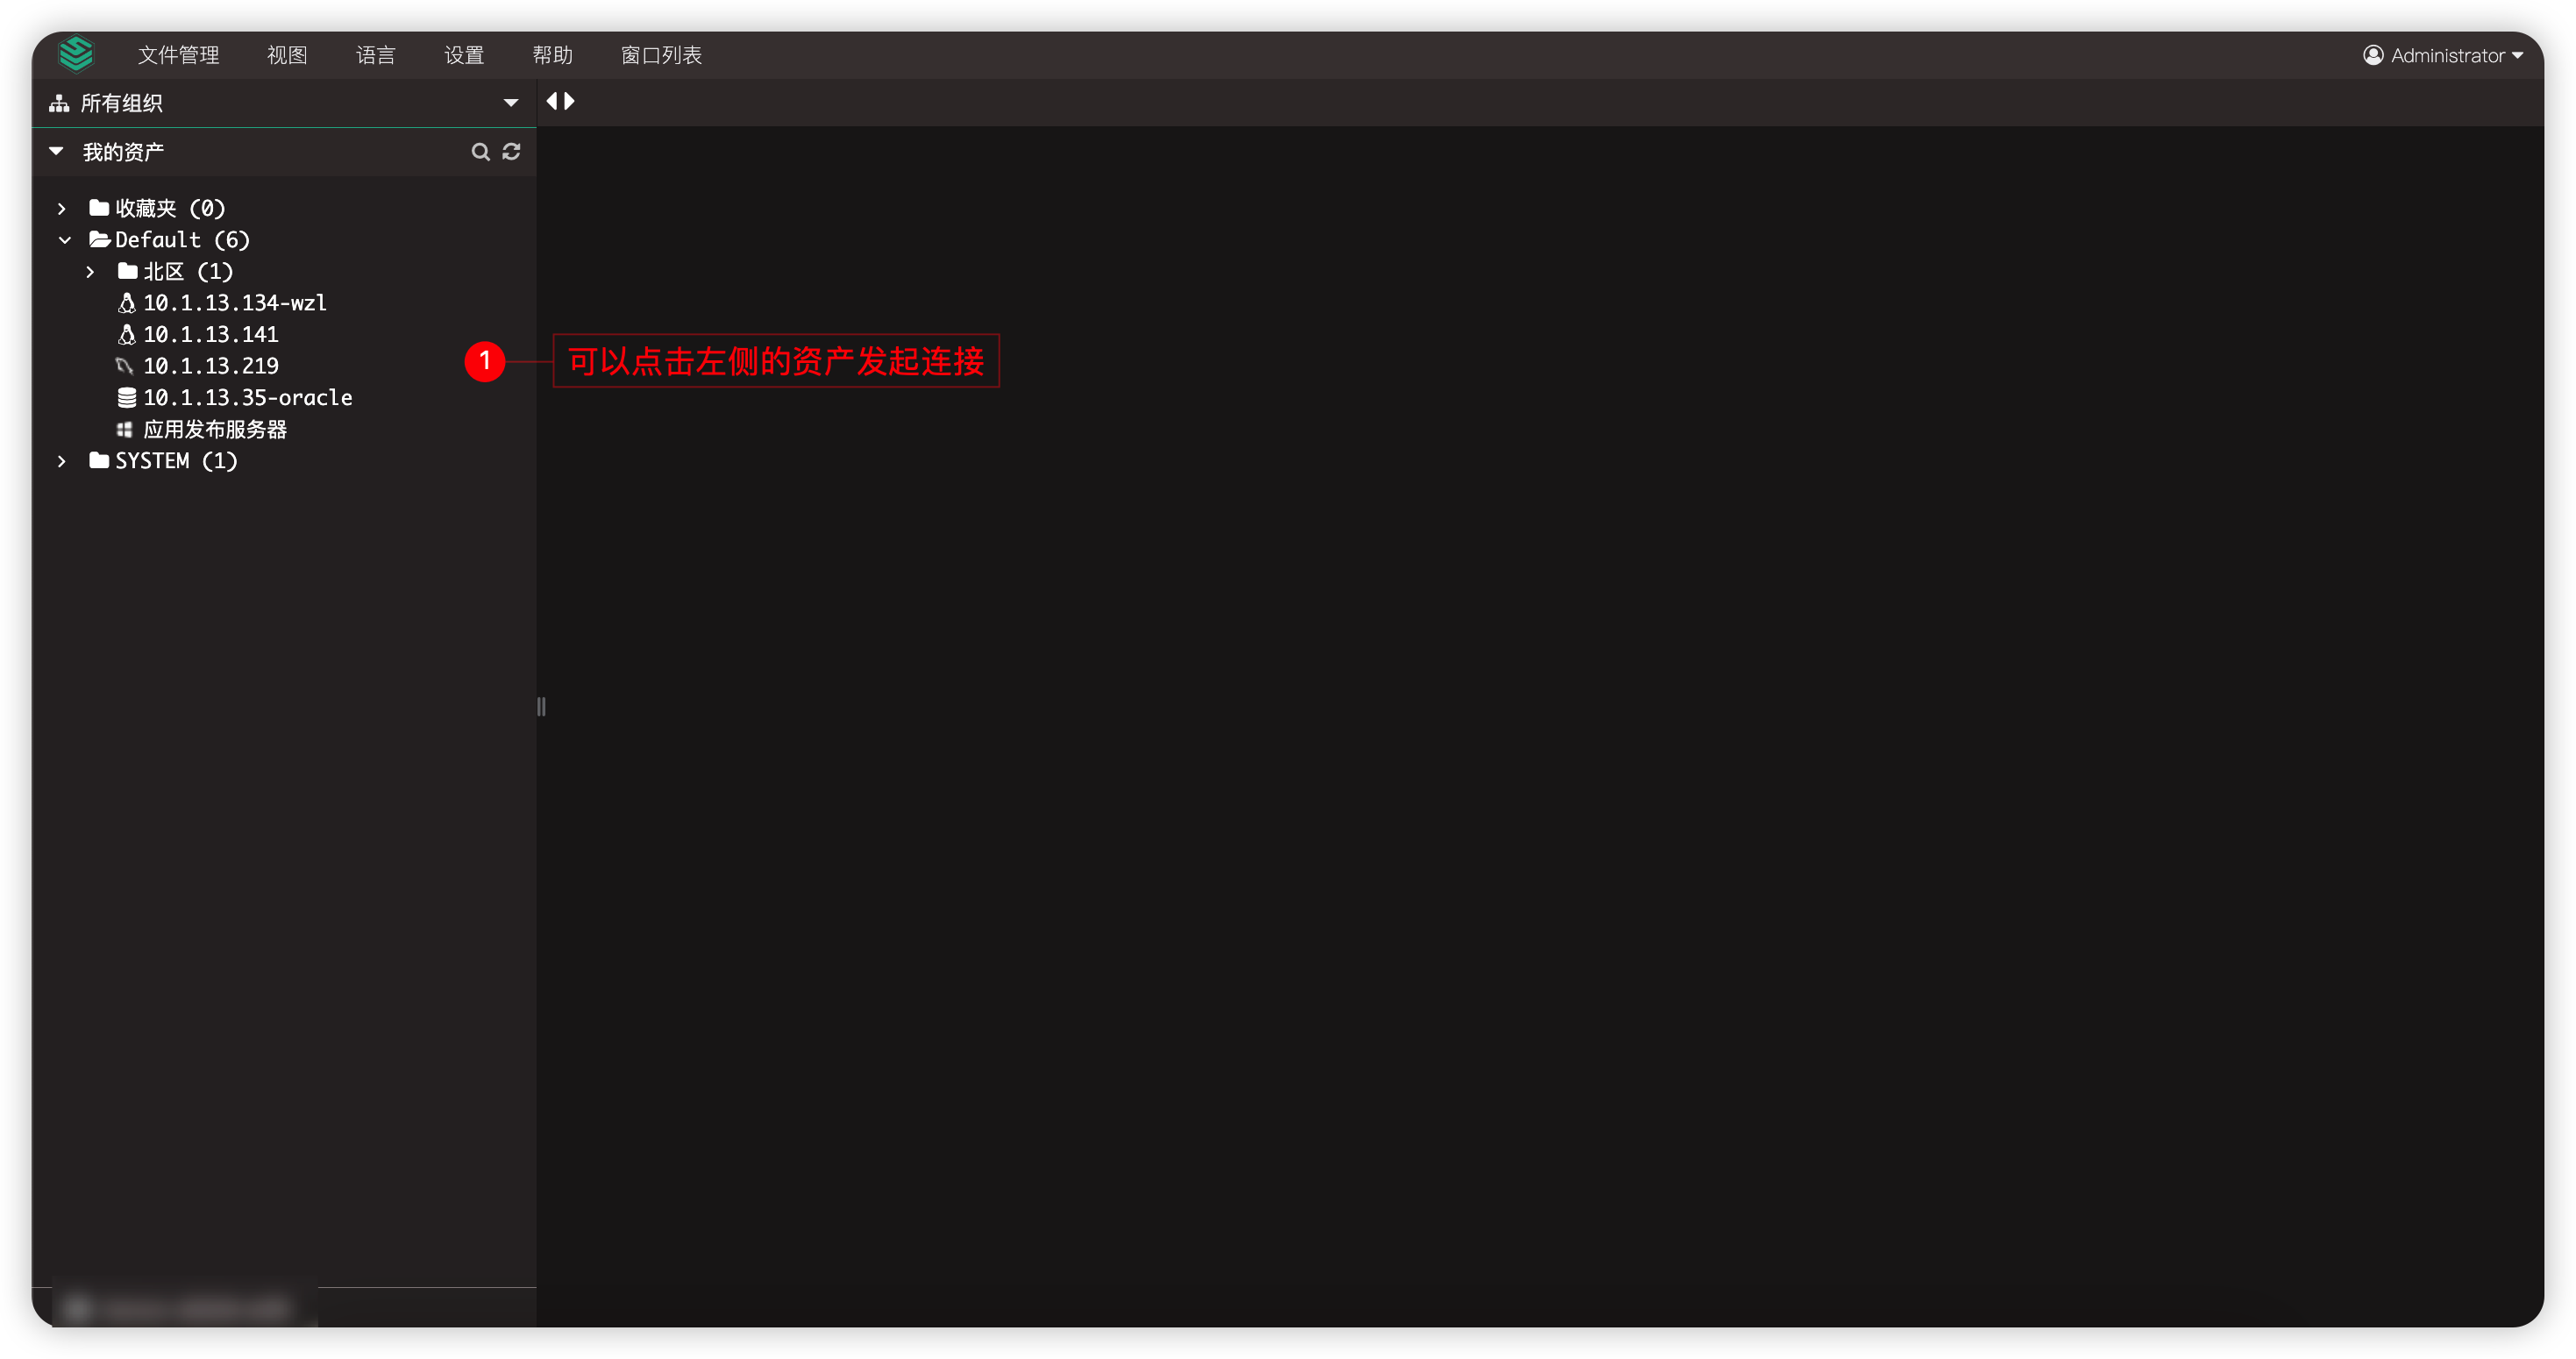 文件管理 视图 语言 设置 帮助 窗口列表 Administrator
所有组织
我的资产
收藏夹 (0)
Default (6)
北区 (1)
10.1.13.134-wzl
10.1.13.141
10.1.13.219
1 可以点击左侧的资产发起连接
10.1.13.35-oracle
应用发布服务器
SYSTEM (1)